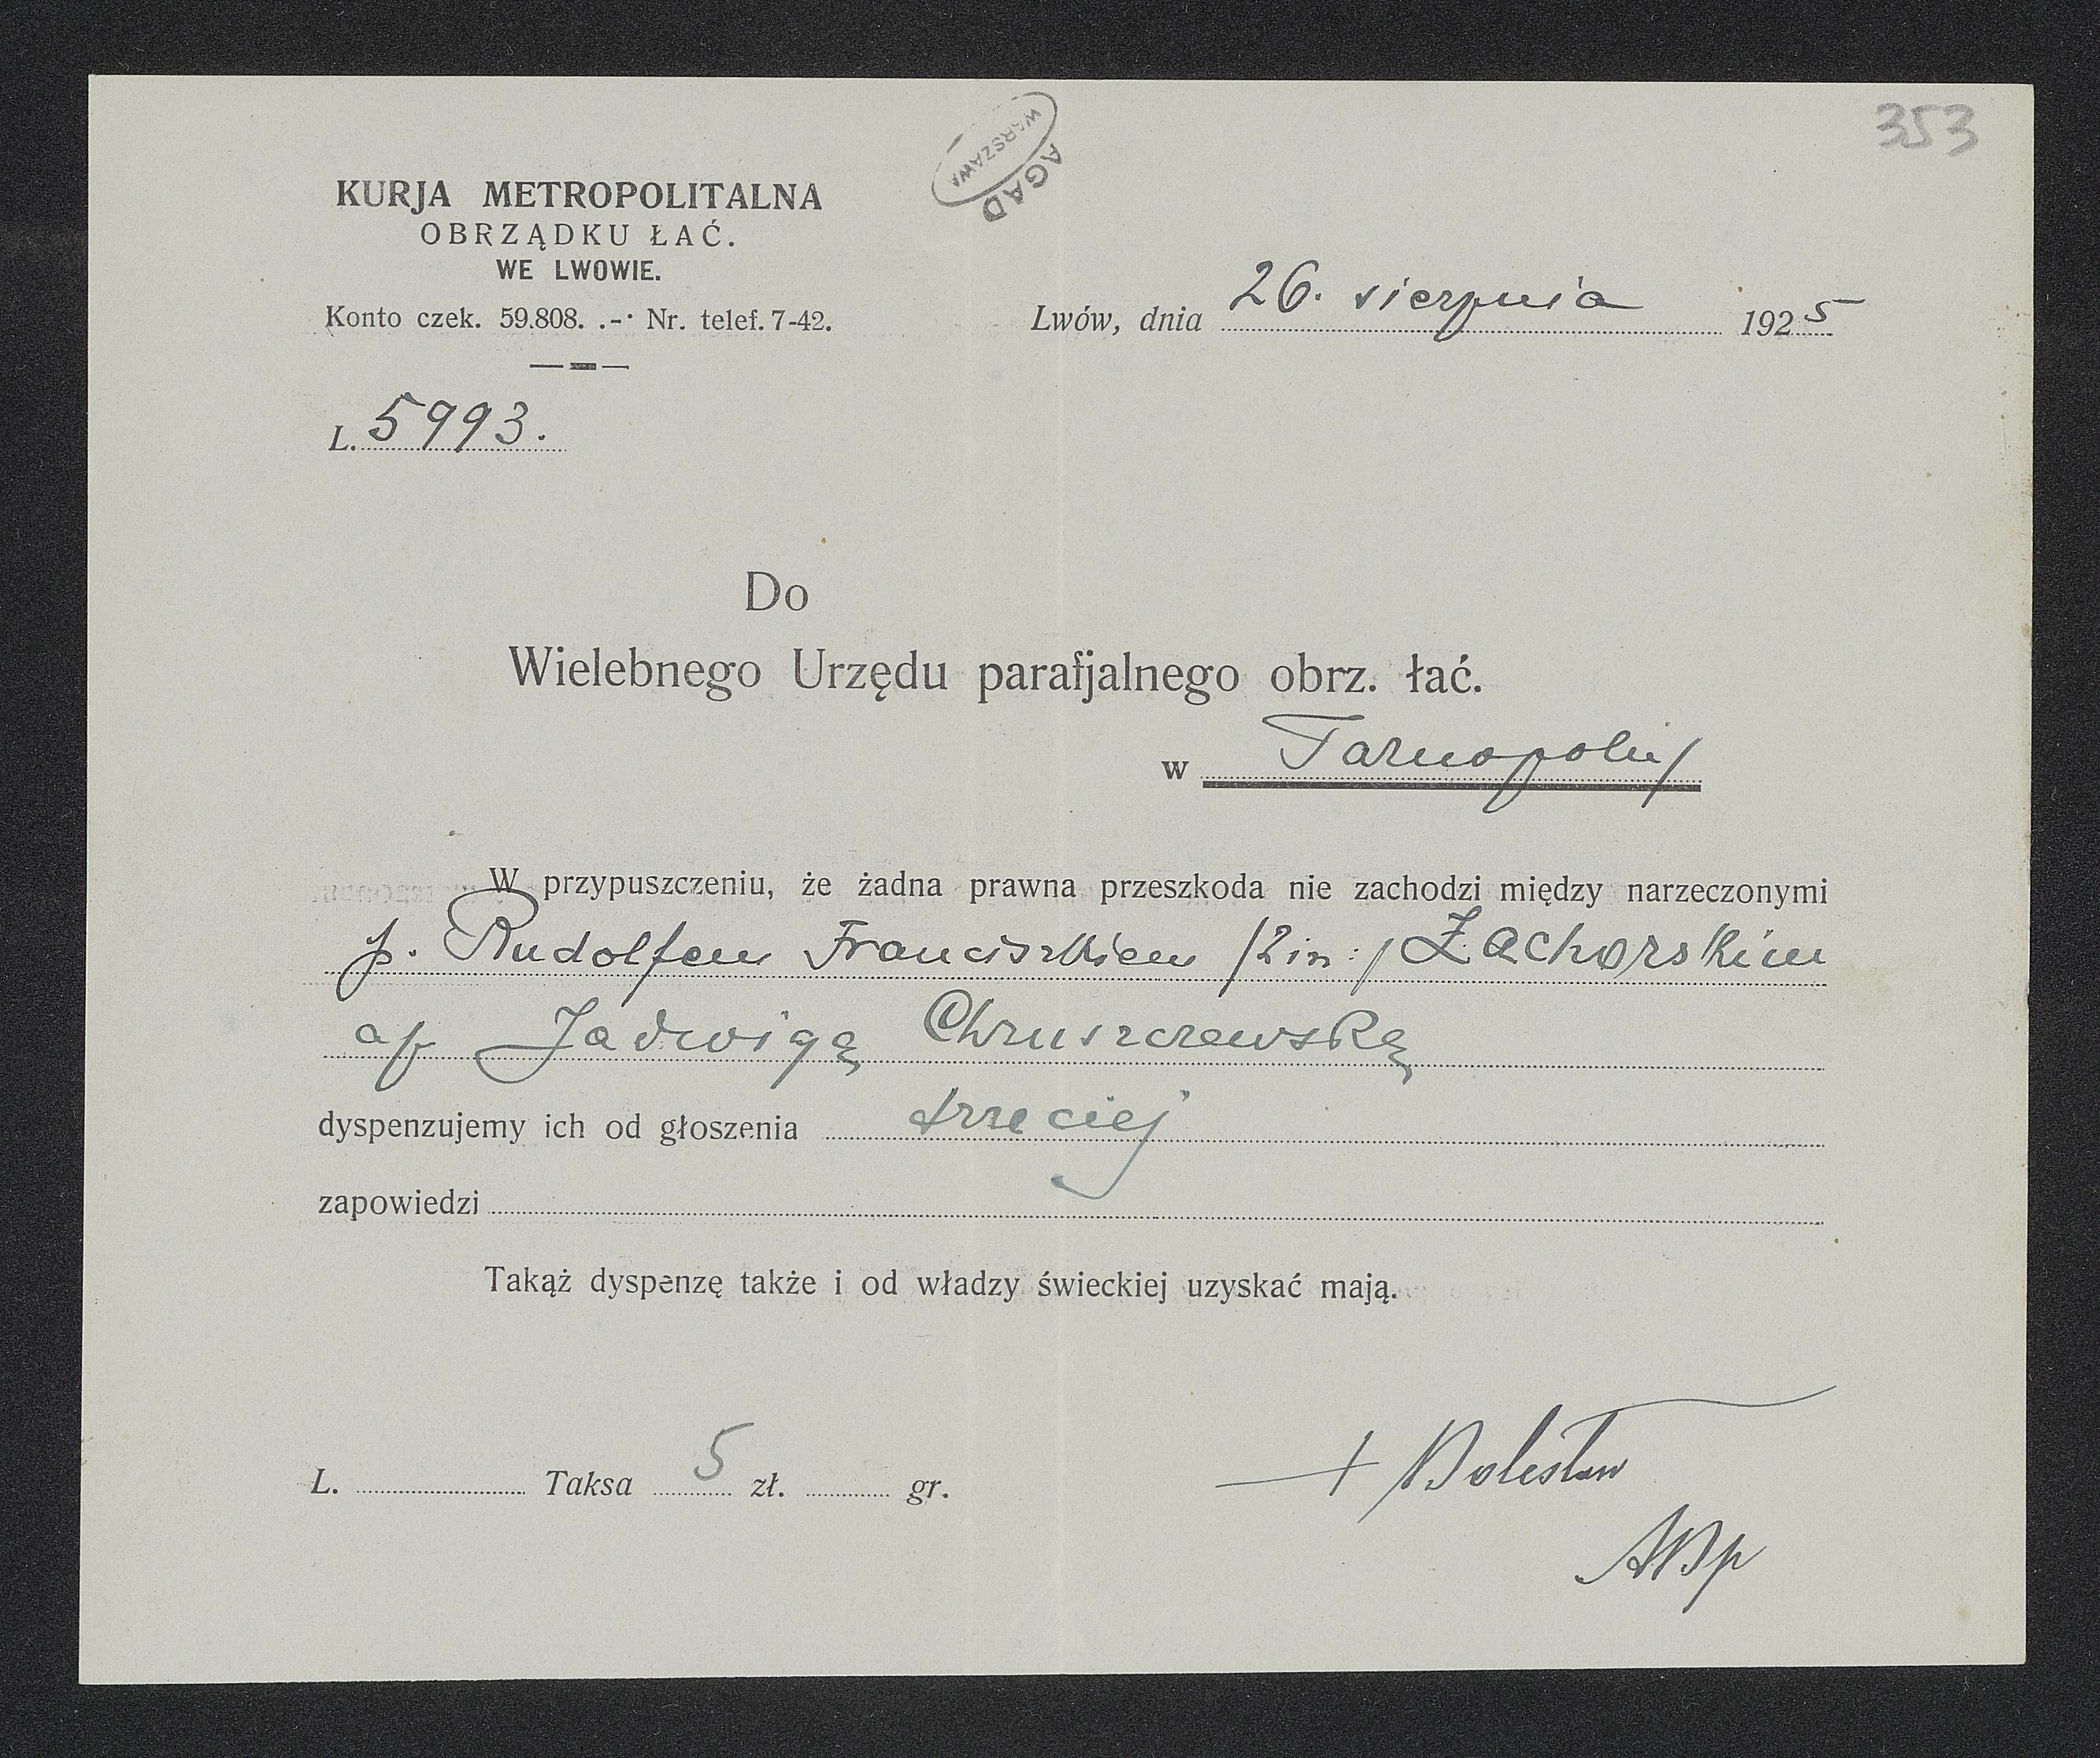 353
AGAD
WARSZAWA
KURJA METROPOLITALNA
OBRZĄDKU ŁAĆ.
WE LWOWIE.
Konto czek. 59.808. .-· Nr. telef. 7-42.
Lwów, dnia 26. sierpnia 1925
L. 5993.
Do
Wielebnego Urzędu parafjalnego obrz. łać.
w Tarnopolu/
W przypuszczeniu, że żadna prawna przeszkoda nie zachodzi między narzeczonymi
p. Rudolfem Franciszkiem /2 im:/ Zachorskim
a p Jadwigą Chruszczewską
dyspenzujemy ich od głoszenia trzeciej
zapowiedzi
Takąż dyspenzę także i od władzy świeckiej uzyskać mają.
L. Taksa 5 zł. gr.
+ Bolesław
ABp